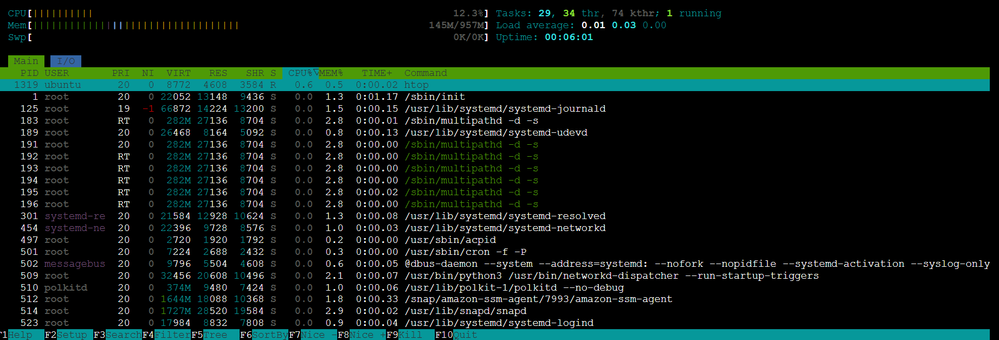 CPU[|||||||||| 12.3%] Tasks: 29, 34 thr, 74 kthr; 1 running
Mem[|||||||||||||||||||||||||||||||||| 145M/957M] Load average: 0.01 0.03 0.00
Swp[ 0K/0K] Uptime: 00:06:01
Main I/O
PID USER PRI NI VIRT RES SHR S CPU%▽MEM% TIME+ Command
1319 ubuntu 20 0 8772 4608 3584 R 0.6 0.5 0:00.02 htop
1 root 20 0 22052 13148 9436 S 0.0 1.3 0:01.17 /sbin/init
125 root 19 -1 66872 14224 13200 S 0.0 1.5 0:00.15 /usr/lib/systemd/systemd-journald
183 root RT 0 282M 27136 8704 S 0.0 2.8 0:00.01 /sbin/multipathd -d -s
189 root 20 0 26468 8164 5092 S 0.0 0.8 0:00.13 /usr/lib/systemd/systemd-udevd
191 root 20 0 282M 27136 8704 S 0.0 2.8 0:00.00 /sbin/multipathd -d -s
192 root RT 0 282M 27136 8704 S 0.0 2.8 0:00.00 /sbin/multipathd -d -s
193 root RT 0 282M 27136 8704 S 0.0 2.8 0:00.00 /sbin/multipathd -d -s
194 root RT 0 282M 27136 8704 S 0.0 2.8 0:00.00 /sbin/multipathd -d -s
195 root RT 0 282M 27136 8704 S 0.0 2.8 0:00.02 /sbin/multipathd -d -s
196 root RT 0 282M 27136 8704 S 0.0 2.8 0:00.00 /sbin/multipathd -d -s
301 systemd-re 20 0 21584 12928 10624 S 0.0 1.3 0:00.08 /usr/lib/systemd/systemd-resolved
454 systemd-ne 20 0 22396 9728 8576 S 0.0 1.0 0:00.03 /usr/lib/systemd/systemd-networkd
497 root 20 0 2720 1920 1792 S 0.0 0.2 0:00.00 /usr/sbin/acpid
501 root 20 0 7224 2688 2432 S 0.0 0.3 0:00.00 /usr/sbin/cron -f -P
502 messagebus 20 0 9796 5504 4608 S 0.0 0.6 0:00.05 @dbus-daemon --system --address=systemd: --nofork --nopidfile --systemd-activation --syslog-only
509 root 20 0 32456 20608 10496 S 0.0 2.1 0:00.07 /usr/bin/python3 /usr/bin/networkd-dispatcher --run-startup-triggers
510 polkitd 20 0 374M 9480 7424 S 0.0 1.0 0:00.06 /usr/lib/polkit-1/polkitd --no-debug
512 root 20 0 1644M 18088 10368 S 0.0 1.8 0:00.33 /snap/amazon-ssm-agent/7993/amazon-ssm-agent
514 root 20 0 1727M 28520 19584 S 0.0 2.9 0:00.02 /usr/lib/snapd/snapd
523 root 20 0 17984 8832 7808 S 0.0 0.9 0:00.04 /usr/lib/systemd/systemd-logind
F1Help F2Setup F3SearchF4FilterF5Tree F6SortByF7Nice -F8Nice +F9Kill F10Quit